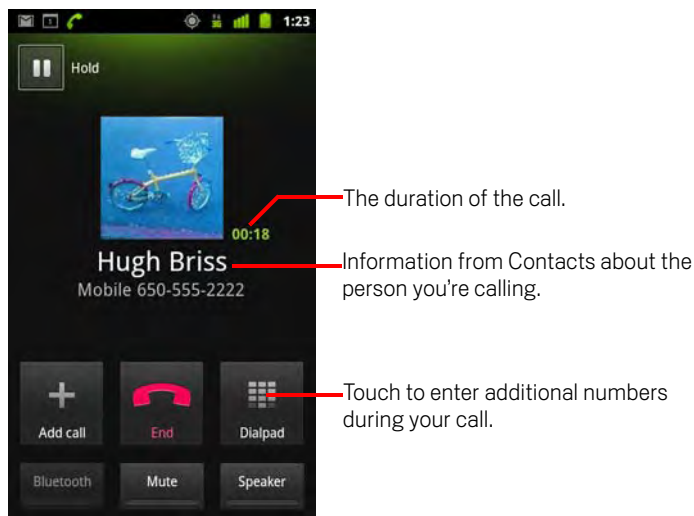 1:23
Hold
00:18
Hugh Briss
Mobile 650-555-2222
Add call
End
Dialpad
Bluetooth
Mute
Speaker
The duration of the call.
Information from Contacts about the
person you're calling.
Touch to enter additional numbers
during your call.